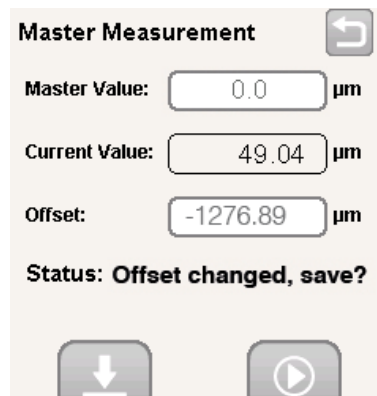 Master Measurement
Master Value: 0.0 µm
Current Value: 49.04 µm
Offset: -1276.89 µm
Status: Offset changed, save?